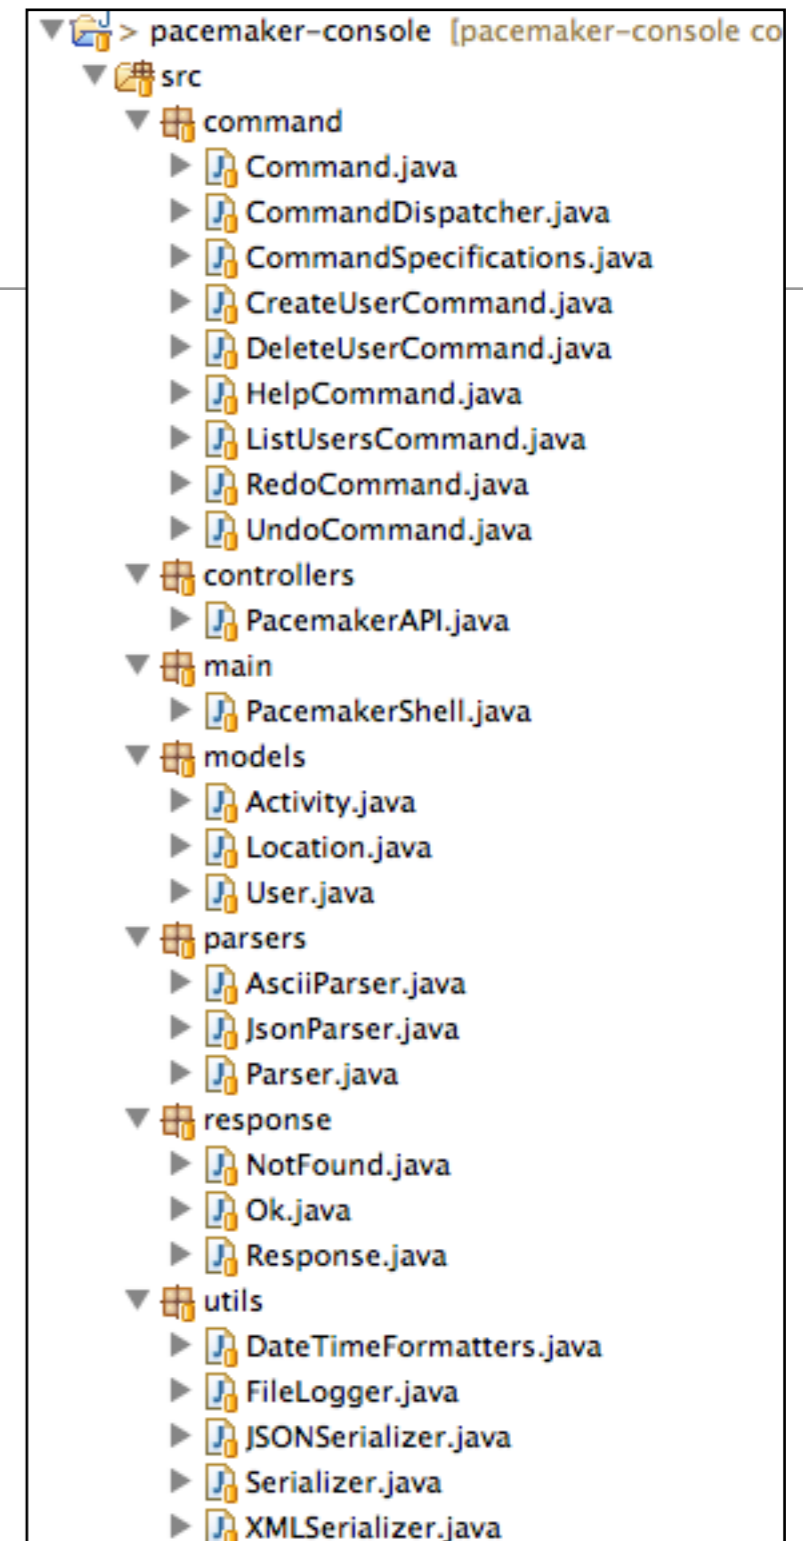 > pacemaker-console [pacemaker-console co
src
command
Command.java
CommandDispatcher.java
CommandSpecifications.java
CreateUserCommand.java
DeleteUserCommand.java
HelpCommand.java
ListUsersCommand.java
RedoCommand.java
UndoCommand.java
controllers
PacemakerAPI.java
main
PacemakerShell.java
models
Activity.java
Location.java
User.java
parsers
AsciiParser.java
JsonParser.java
Parser.java
response
NotFound.java
Ok.java
Response.java
utils
DateTimeFormatters.java
FileLogger.java
JSONSerializer.java
Serializer.java
XMLSerializer.java